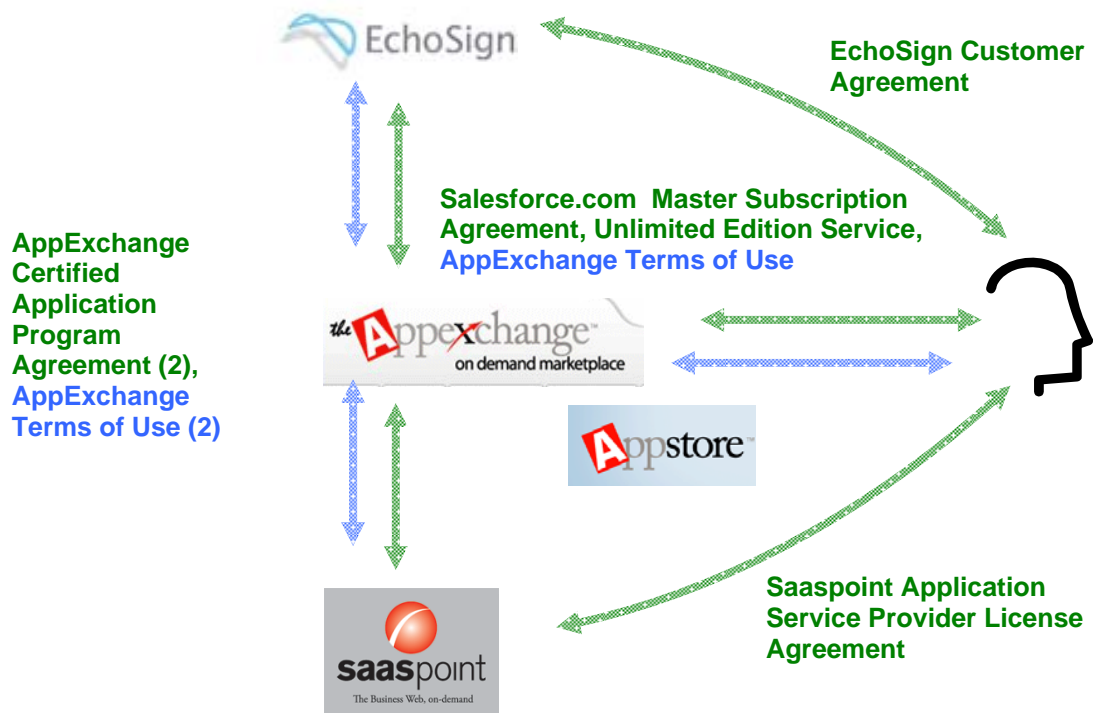 EchoSign
EchoSign Customer
Agreement
Salesforce.com Master Subscription
Agreement, Unlimited Edition Service,
AppExchange Terms of Use
AppExchange
Certified
Application
Program
Agreement (2),
AppExchange
Terms of Use (2)
the Appexchange™
on demand marketplace
Appstore™
Saaspoint Application
Service Provider License
Agreement
saaspoint
The Business Web, on-demand